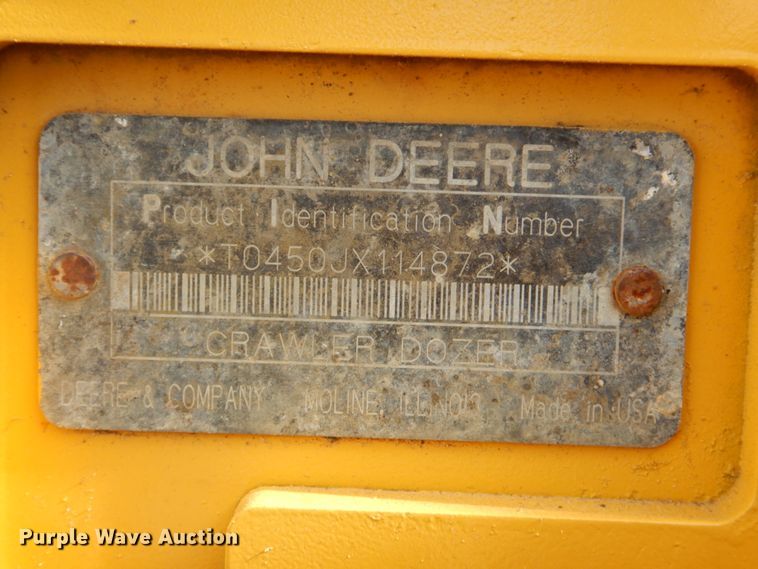 JOHN DEERE
Product Identification Number
*T0450JX114872*
CRAWLER DOZER
DEERE & COMPANY MOLINE, ILLINOIS Made in USA
Purple Wave Auction